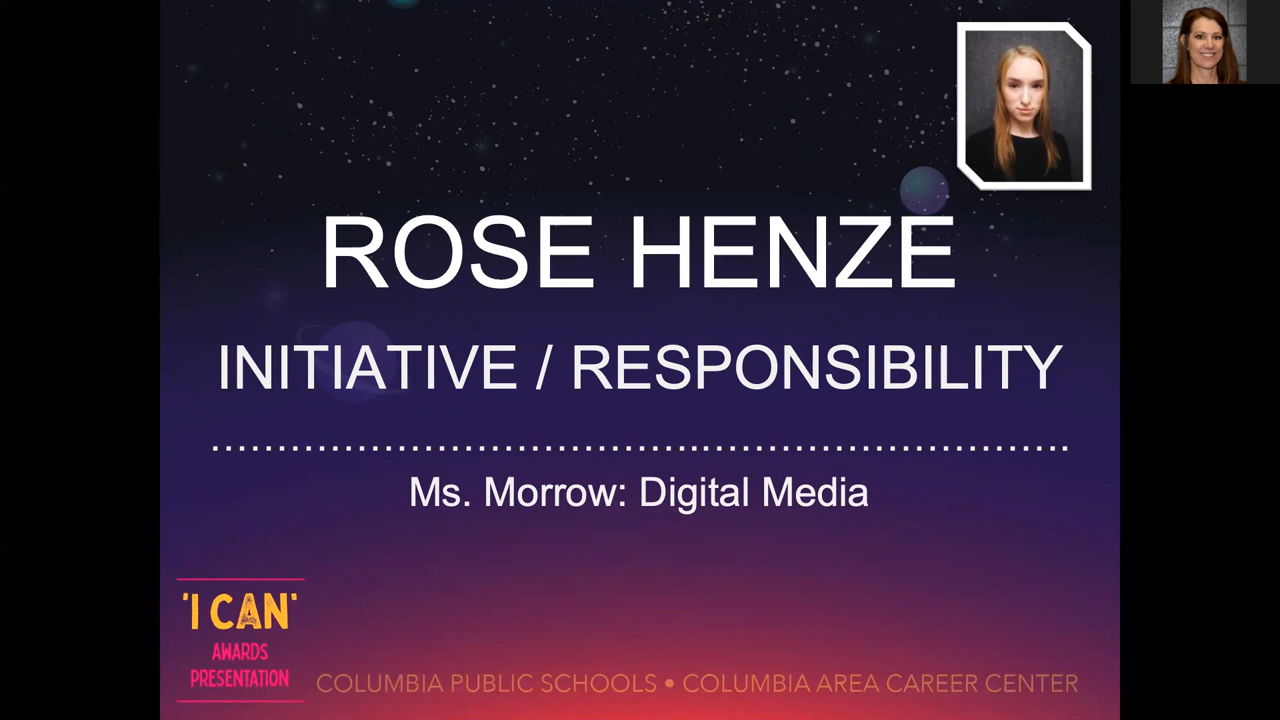 ROSE HENZE
INITIATIVE / RESPONSIBILITY
Ms. Morrow: Digital Media
'I CAN'
AWARDS
PRESENTATION
COLUMBIA PUBLIC SCHOOLS • COLUMBIA AREA CAREER CENTER